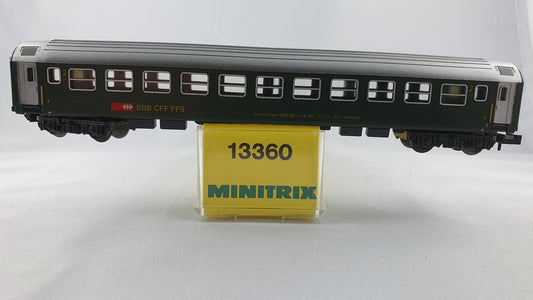 SBB CFF FFS
13360
MINITRIX